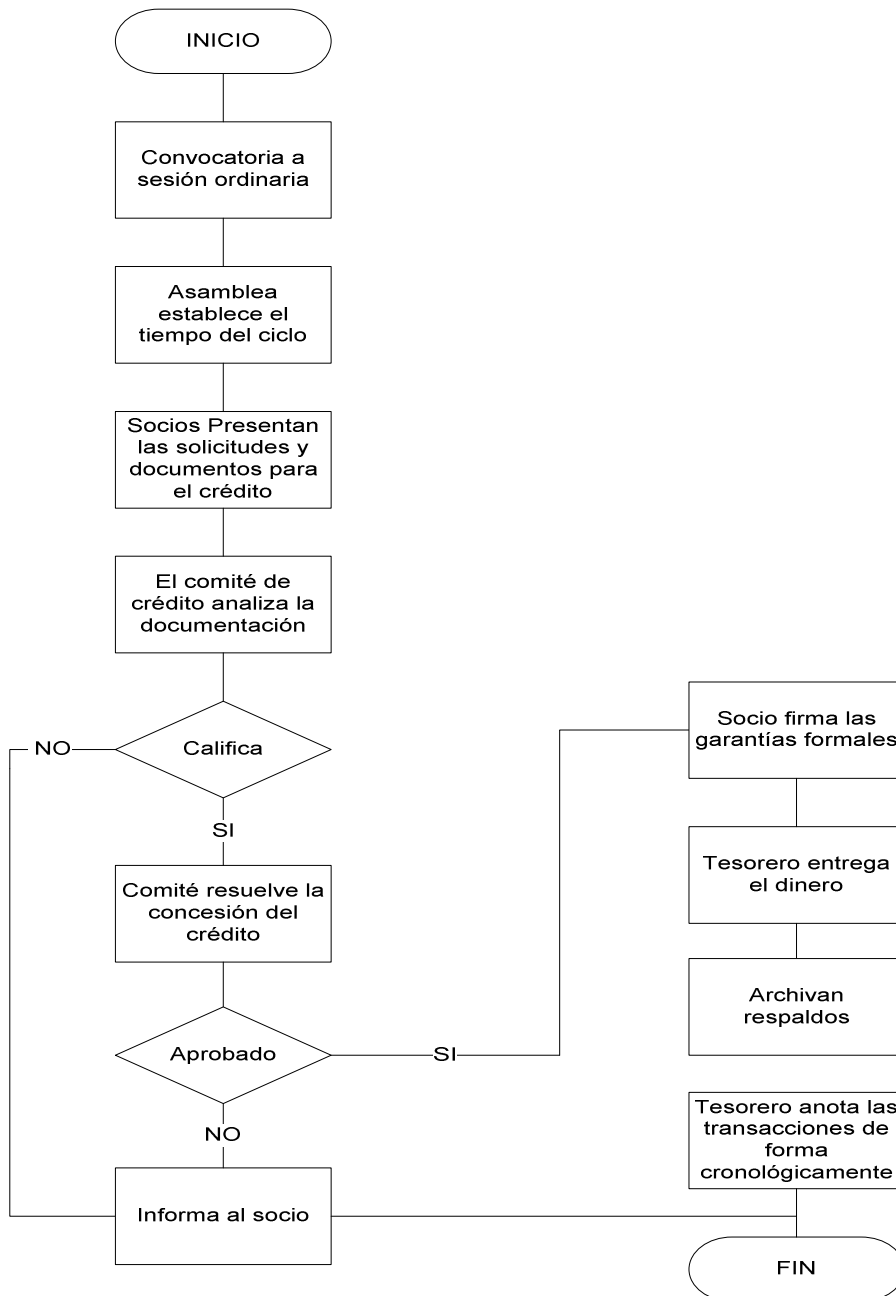 INICIO
Convocatoria a
sesión ordinaria
Asamblea
establece el
tiempo del ciclo
Socios Presentan
las solicitudes y
documentos para
el crédito
El comité de
crédito analiza la
documentación
Califica
NO
SI
Comité resuelve la
concesión del
crédito
Aprobado
SI
NO
Informa al socio
Socio firma las
garantías formales
Tesorero entrega
el dinero
Archivan
respaldos
Tesorero anota las
transacciones de
forma
cronológicamente
FIN